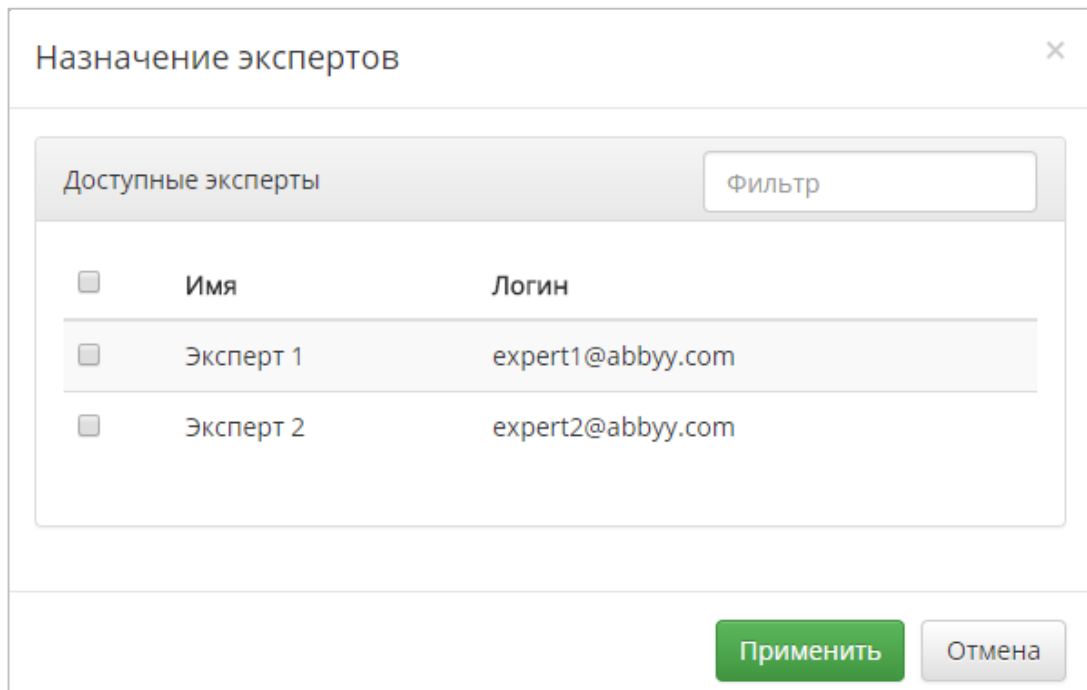 Назначение экспертов
Доступные эксперты Фильтр
Имя Логин
Эксперт 1 expert1@abbyy.com
Эксперт 2 expert2@abbyy.com
Применить Отмена